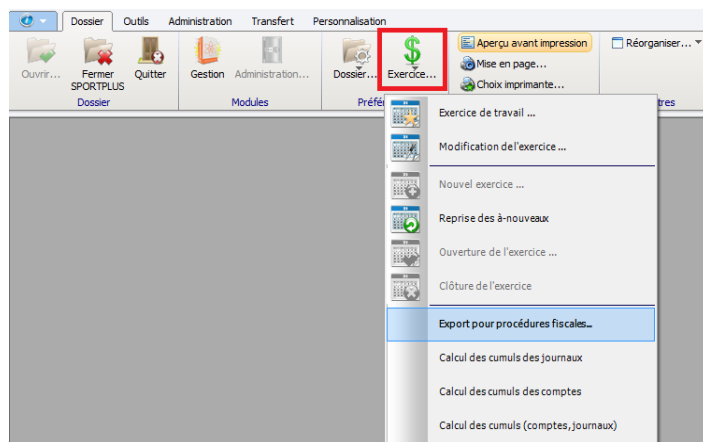 Dossier Outils Administration Transfert Personnalisation
Ouvrir... Fermer SPORTPLUS Quitter
Dossier
Gestion Administration...
Modules
Dossier... Exercice...
Préfé
Aperçu avant impression
Mise en page...
Choix imprimante...
Réorganiser...
tres
Exercice de travail ...
Modification de l'exercice ...
Nouvel exercice ...
Reprise des à-nouveaux
Ouverture de l'exercice ...
Clôture de l'exercice
Export pour procédures fiscales...
Calcul des cumuls des journaux
Calcul des cumuls des comptes
Calcul des cumuls (comptes, journaux)